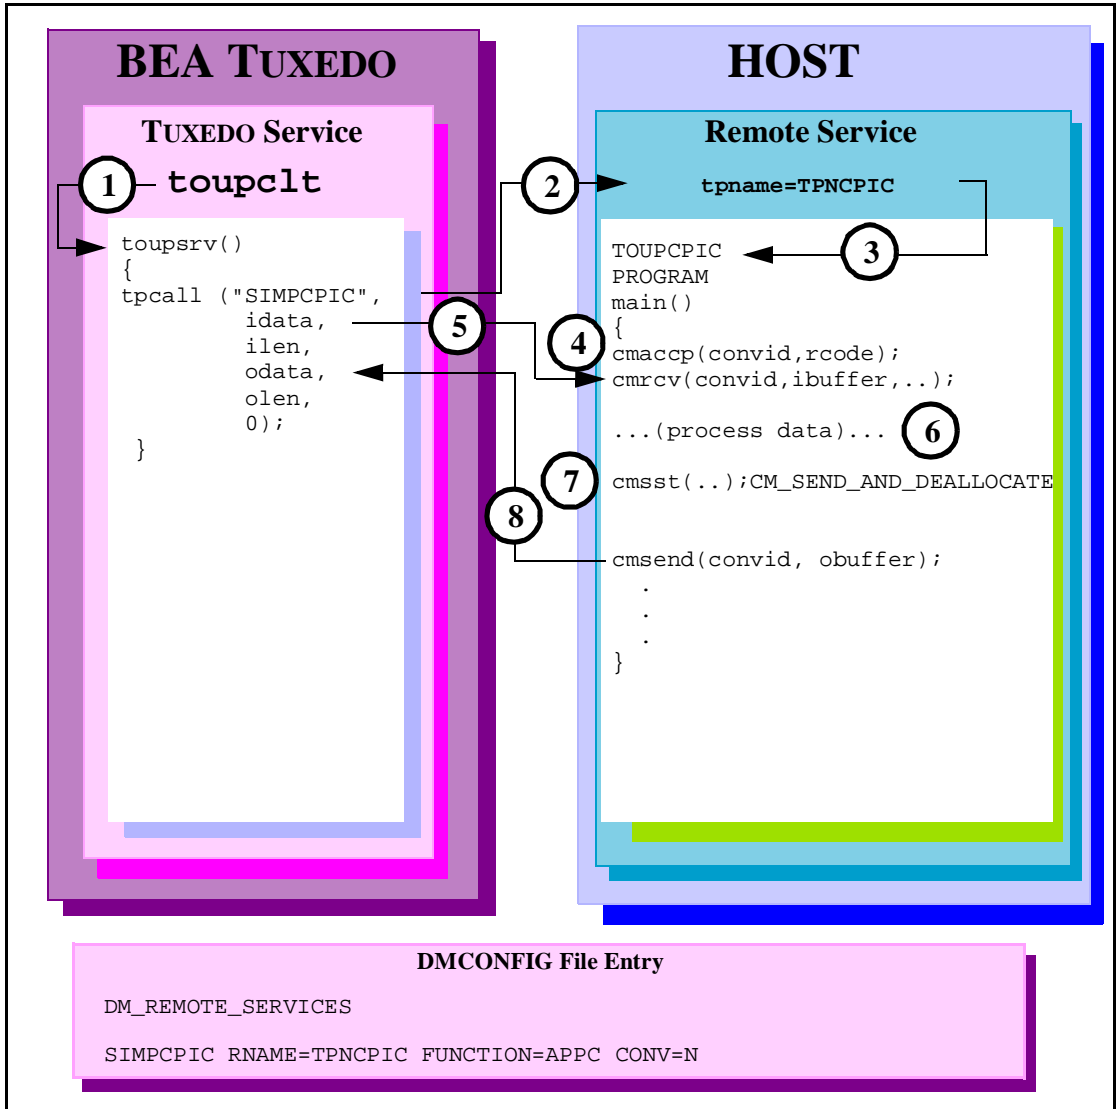 BEA TUXEDO
TUXEDO Service
1
toupclt
toupsrv()
{
tpcall ("SIMPCPIC",
idata,
ilen,
odata,
olen,
0);
}
2
5
8
HOST
Remote Service
tpname=TPNCPIC
3
TOUPCPIC
PROGRAM
main()
{
4
cmaccp(convid,rcode);
cmrcv(convid,ibuffer,..);
...(process data)...
6
7
cmsst(..);CM_SEND_AND_DEALLOCATE
cmsend(convid, obuffer);
.
.
.
}
DMCONFIG File Entry
DM_REMOTE_SERVICES
SIMPCPIC RNAME=TPNCPIC FUNCTION=APPC CONV=N